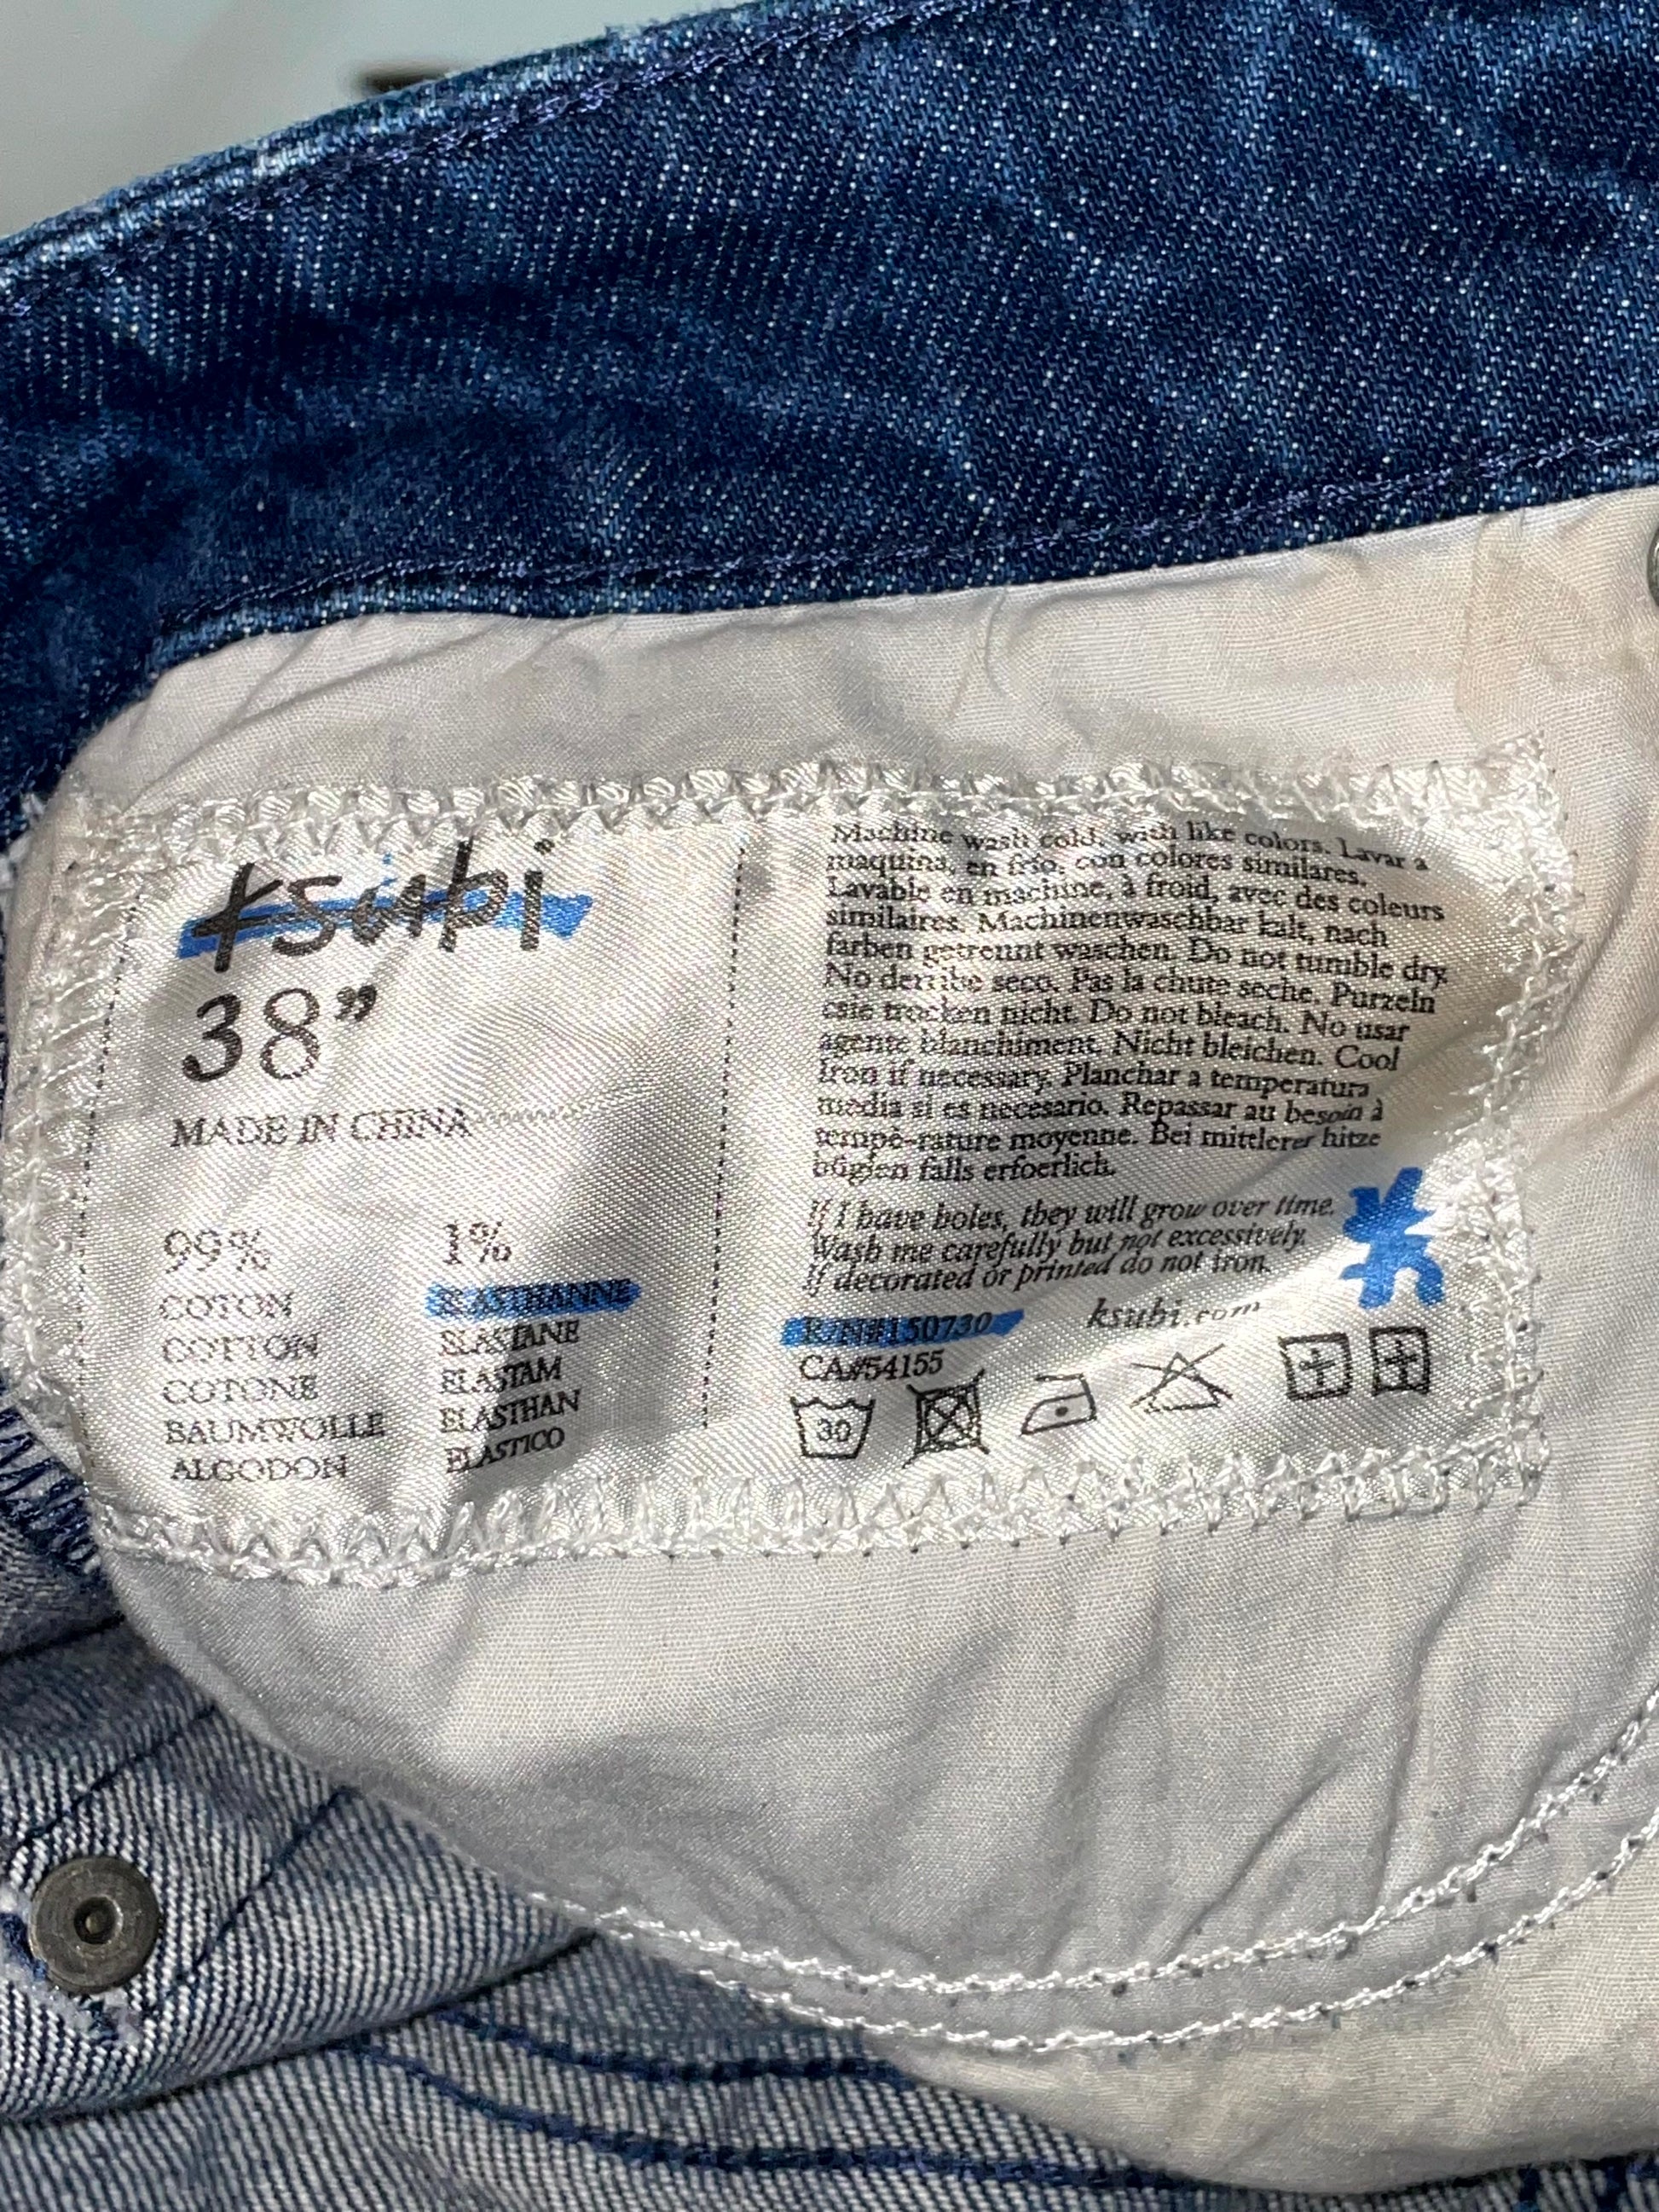 ksubi
38”
MADE IN CHINA
99%
COTON
COTTON
COTONE
BAUMWOLLE
ALGODON
1%
ELASTHANNE
ELASTANE
ELASTAM
ELASTHAN
ELASTICO
Machine wash cold, with like colors. Lavar a
maquina, en frio, con colores similares.
Lavable en machine, à froid, avec des coleurs
similaires. Machinenwaschbar kalt, nach
farben getrennt waschen. Do not tumble dry.
No derribe seco. Pas la chute seche. Purzeln
csie trocken nicht. Do not bleach. No usar
agente blanchiment. Nicht bleichen. Cool
Iron if necessary. Planchar a temperatura
media si es necesario. Repassar au besoin à
tempè-rature moyenne. Bei mittlerer hitze
büglen falls erfoerlich.
If I have holes, they will grow over time.
Wash me carefully but not excessively.
If decorated or printed do not iron.
ksubi.com
R/N#150730
CA#54155
30